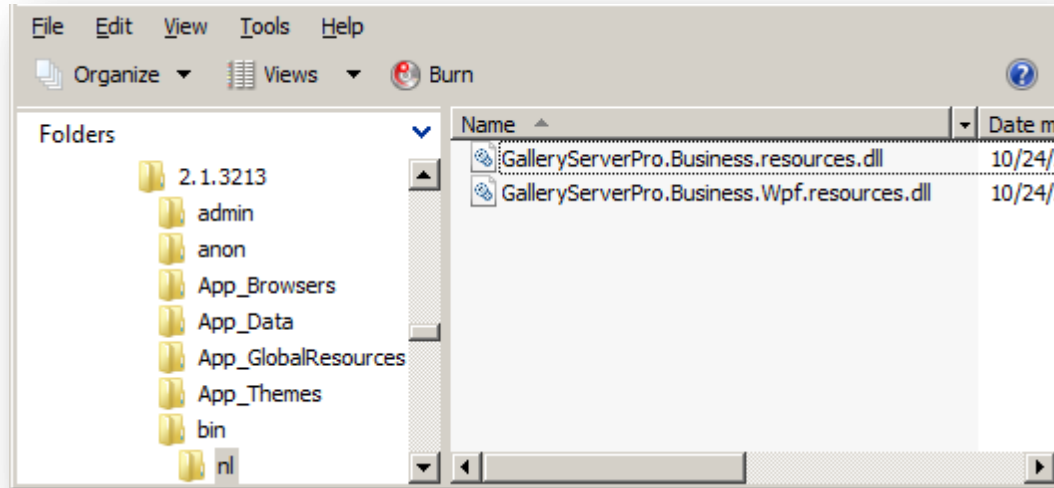 File Edit View Tools Help
Organize Views Burn
Folders
2.1.3213
admin
anon
App_Browsers
App_Data
App_GlobalResources
App_Themes
bin
nl
Name Date m
GalleryServerPro.Business.resources.dll 10/24/
GalleryServerPro.Business.Wpf.resources.dll 10/24/